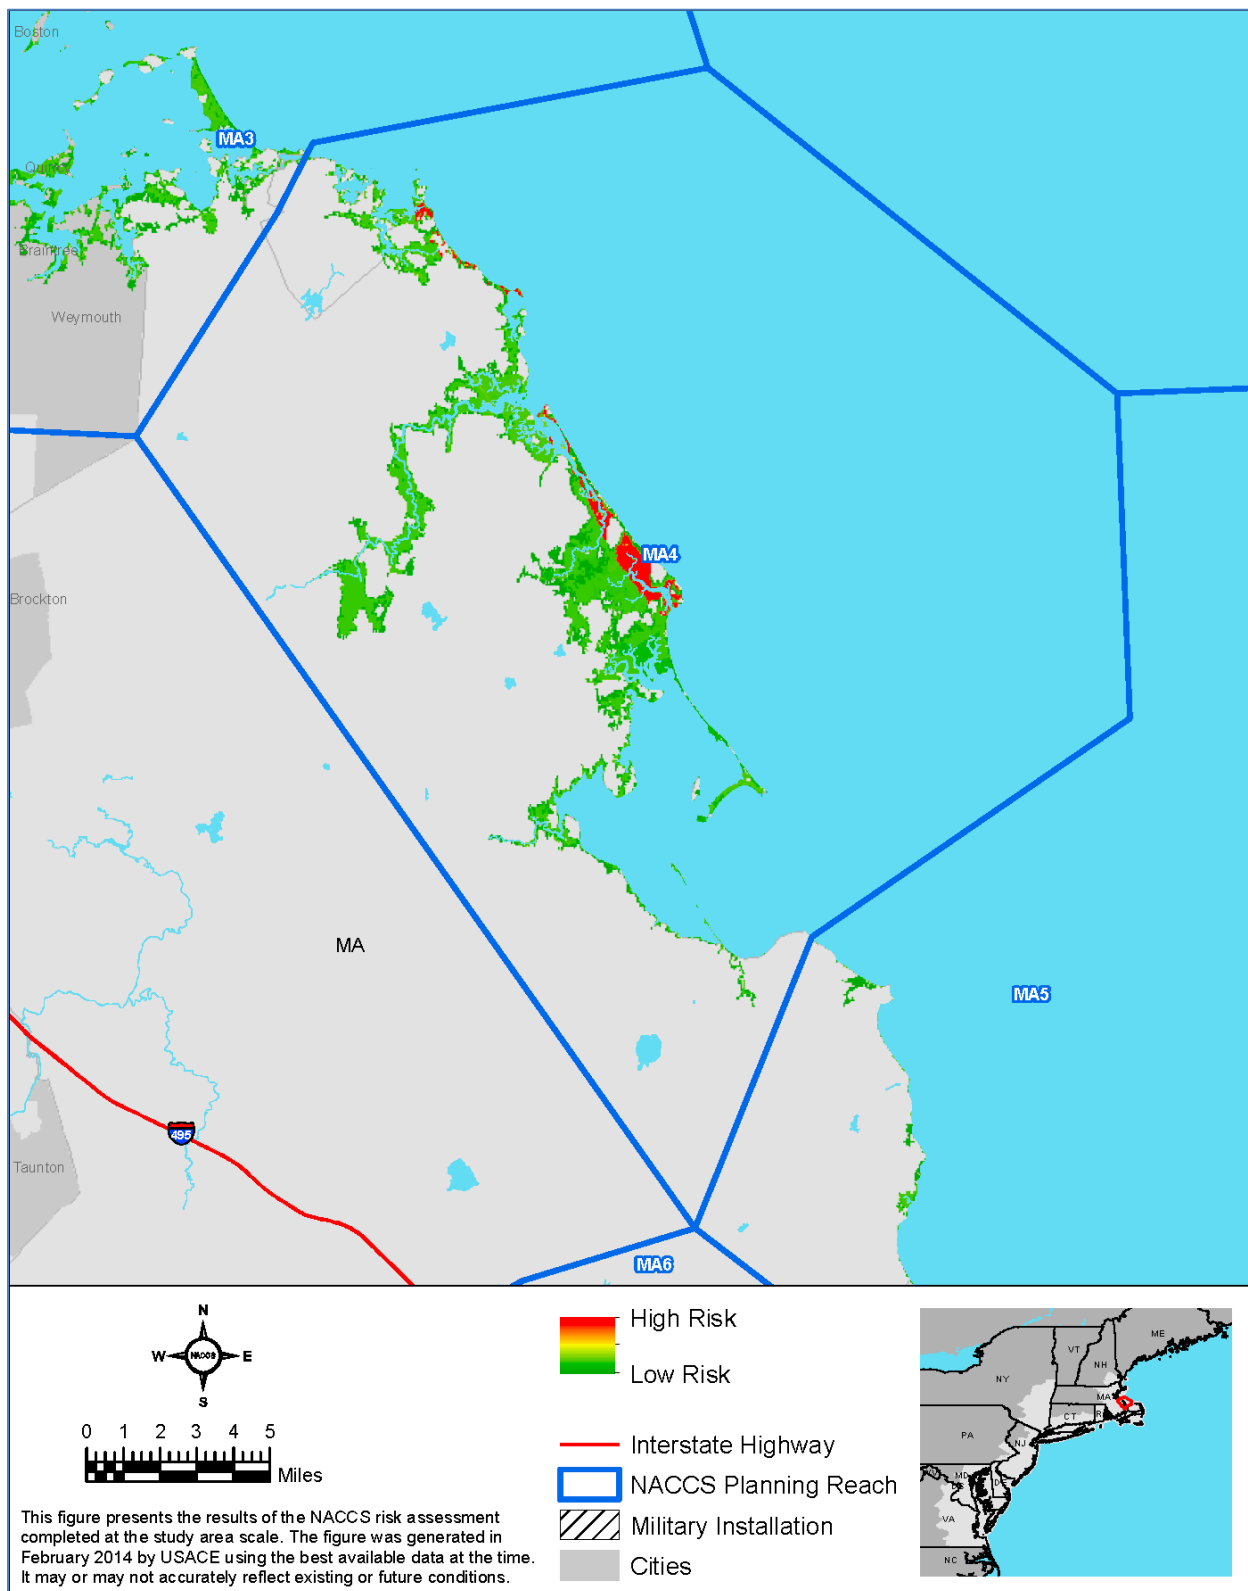 Boston
MA3
Quincy
Braintree
Weymouth
MA4
Brockton
MA
MA5
495
Taunton
MA6
N
W NACCS E
S
0 1 2 3 4 5
Miles
High Risk
Low Risk
Interstate Highway
NACCS Planning Reach
Military Installation
Cities
This figure presents the results of the NACCS risk assessment
completed at the study area scale. The figure was generated in
February 2014 by USACE using the best available data at the time.
It may or may not accurately reflect existing or future conditions.
ME
VT
NH
NY
MA
CT
PA
NJ
MD
VA
NC